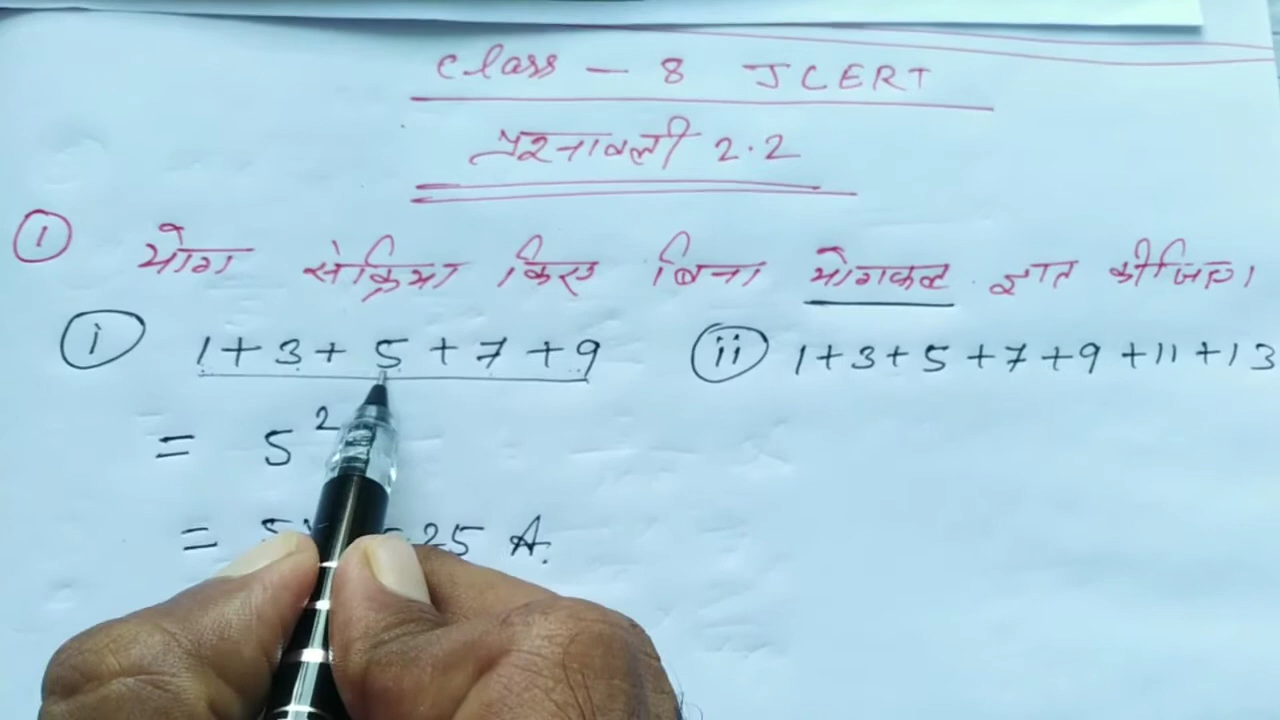 Class - 8 JCERT
प्रश्नावली 2.2
① योग संक्रिया किए बिना योगफल ज्ञात कीजिए।
ⓘ 1+3+5+7+9
= 5²
= 25 A.
ⓘⓘ 1+3+5+7+9+11+13